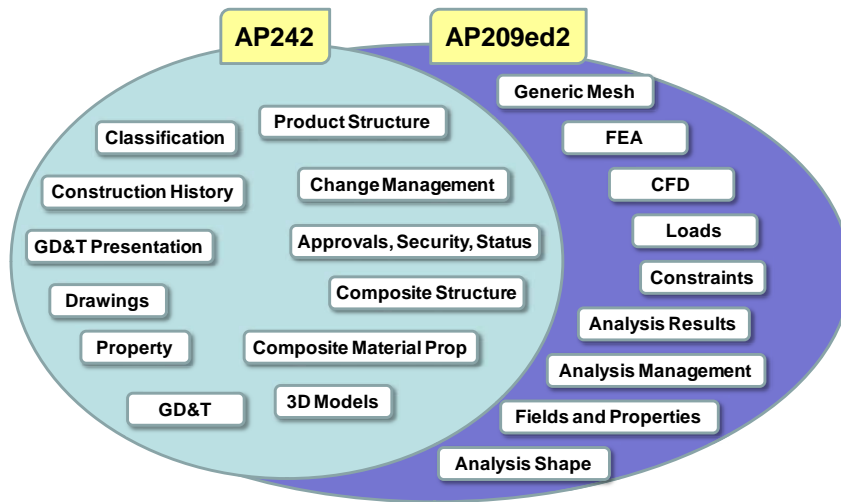 AP242
AP209ed2
Generic Mesh
Product Structure
Classification
FEA
Construction History
Change Management
CFD
Loads
GD&T Presentation
Approvals, Security, Status
Constraints
Drawings
Composite Structure
Analysis Results
Property
Composite Material Prop
Analysis Management
GD&T
3D Models
Fields and Properties
Analysis Shape